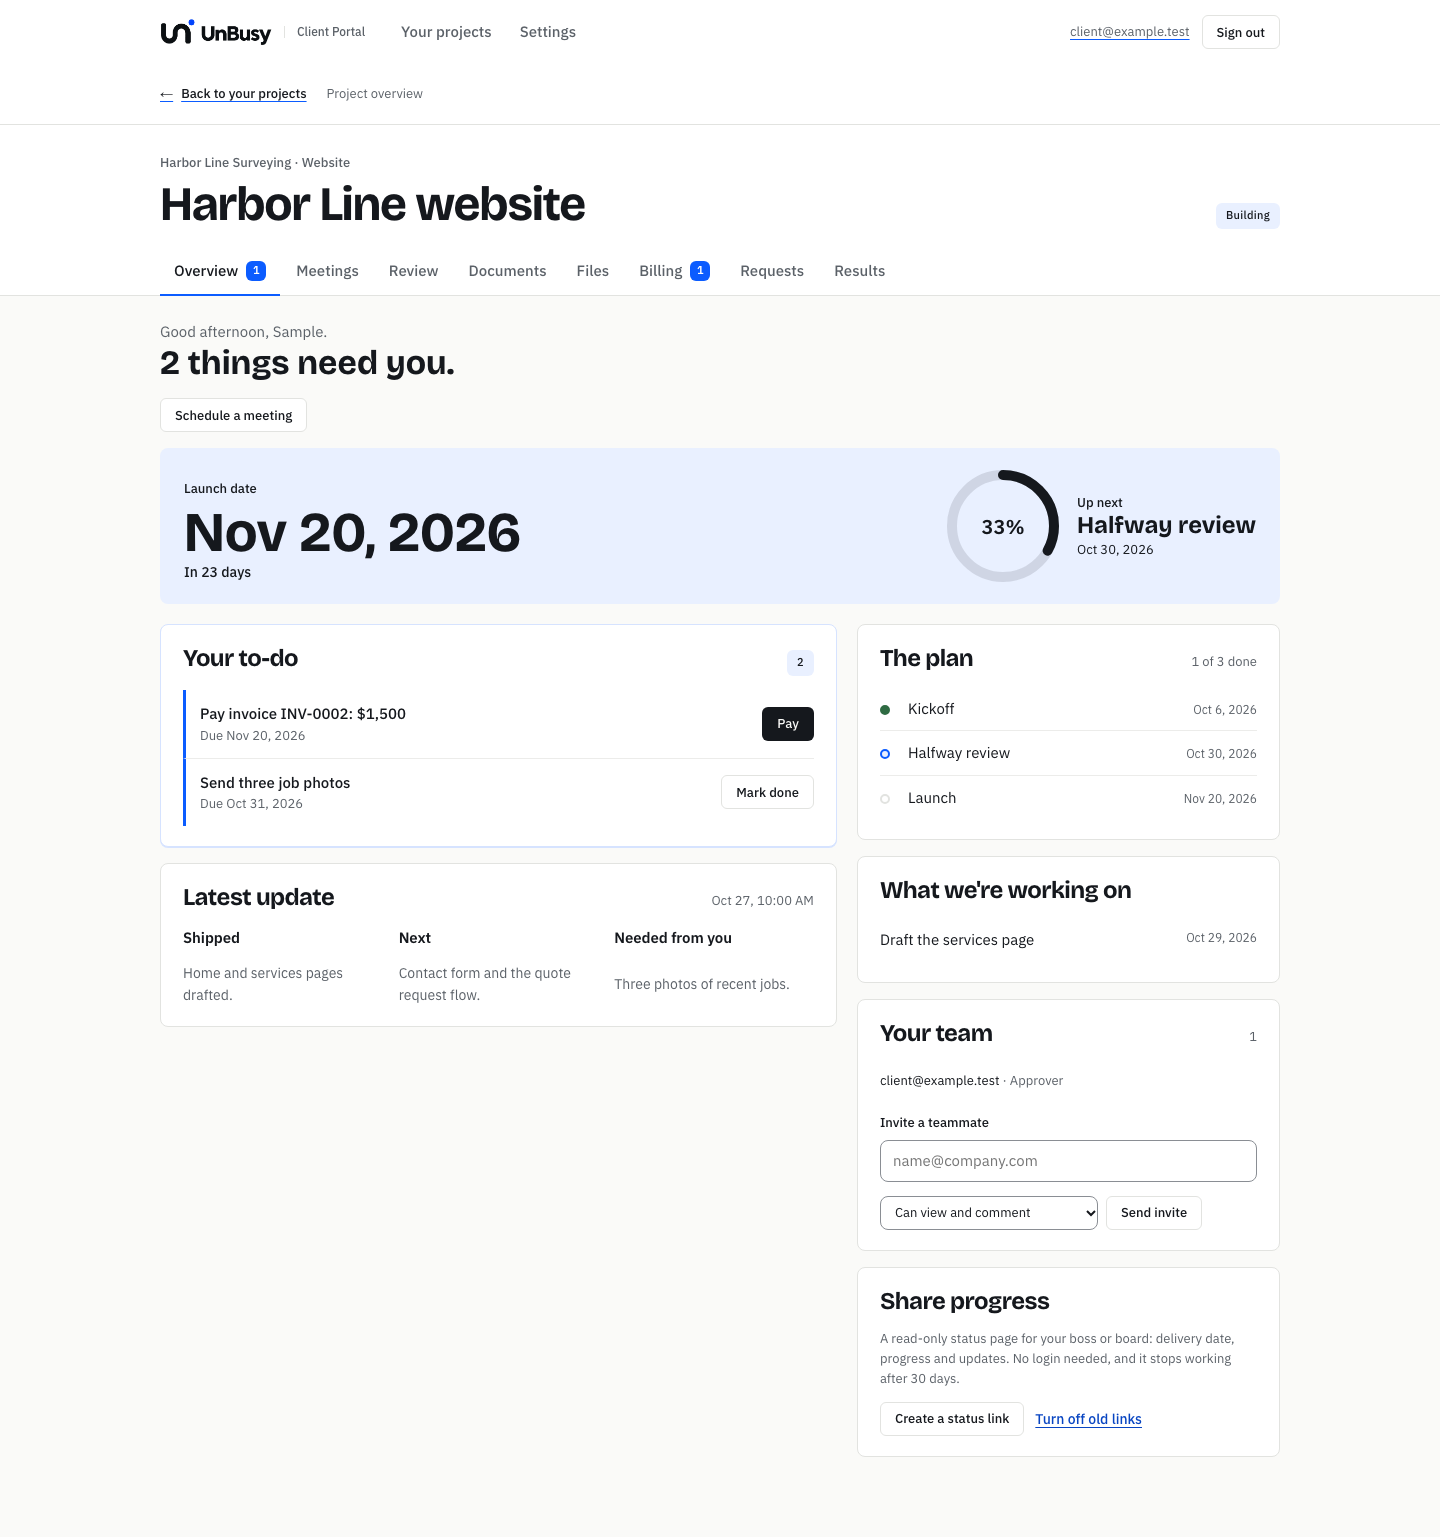 UnBusy
Client Portal
Your projects
Settings
client@example.test
Sign out
← Back to your projects
Project overview
Harbor Line Surveying · Website
Harbor Line website
Building
Overview 1
Meetings
Review
Documents
Files
Billing 1
Requests
Results
Good afternoon, Sample.
2 things need you.
Schedule a meeting
Launch date
Nov 20, 2026
In 23 days
33%
Up next
Halfway review
Oct 30, 2026
Your to-do
2
Pay invoice INV-0002: $1,500
Due Nov 20, 2026
Pay
Send three job photos
Due Oct 31, 2026
Mark done
Latest update
Oct 27, 10:00 AM
Shipped
Home and services pages
drafted.
Next
Contact form and the quote
request flow.
Needed from you
Three photos of recent jobs.
The plan
1 of 3 done
Kickoff
Oct 6, 2026
Halfway review
Oct 30, 2026
Launch
Nov 20, 2026
What we're working on
Draft the services page
Oct 29, 2026
Your team
1
client@example.test · Approver
Invite a teammate
name@company.com
Can view and comment
Send invite
Share progress
A read-only status page for your boss or board: delivery date,
progress and updates. No login needed, and it stops working
after 30 days.
Create a status link
Turn off old links